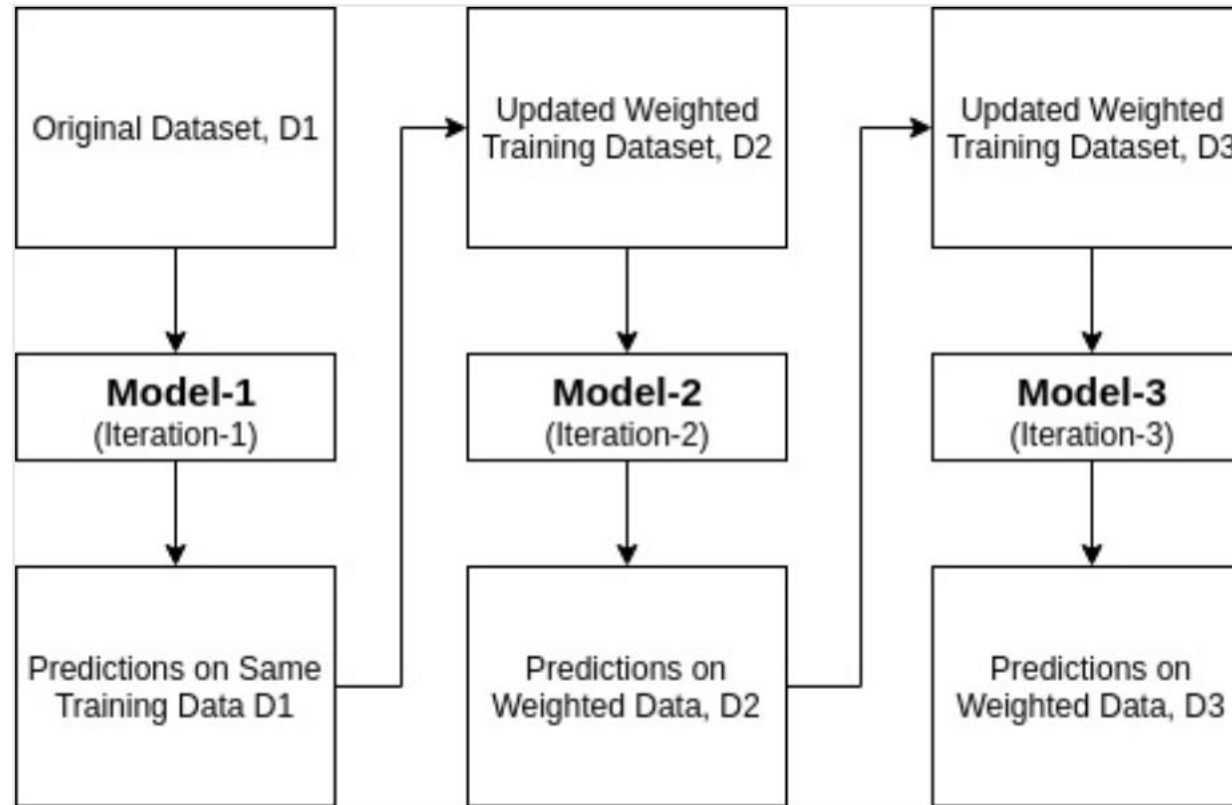 Original Dataset, D1
Model-1
(Iteration-1)
Predictions on Same
Training Data D1
Updated Weighted
Training Dataset, D2
Model-2
(Iteration-2)
Predictions on
Weighted Data, D2
Updated Weighted
Training Dataset, D3
Model-3
(Iteration-3)
Predictions on
Weighted Data, D3